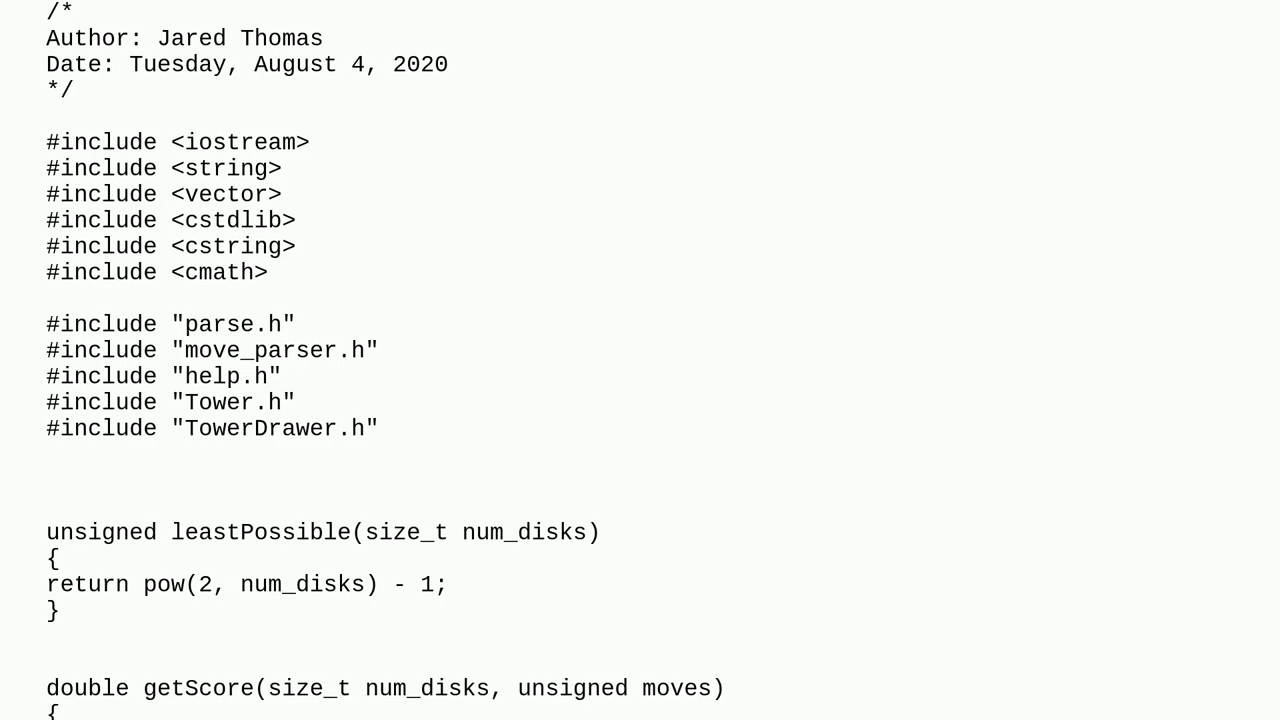 /*
Author: Jared Thomas
Date: Tuesday, August 4, 2020
*/
#include <iostream>
#include <string>
#include <vector>
#include <cstdlib>
#include <cstring>
#include <cmath>
#include "parse.h"
#include "move_parser.h"
#include "help.h"
#include "Tower.h"
#include "TowerDrawer.h"
unsigned leastPossible(size_t num_disks)
{
return pow(2, num_disks) - 1;
}
double getScore(size_t num_disks, unsigned moves)
{